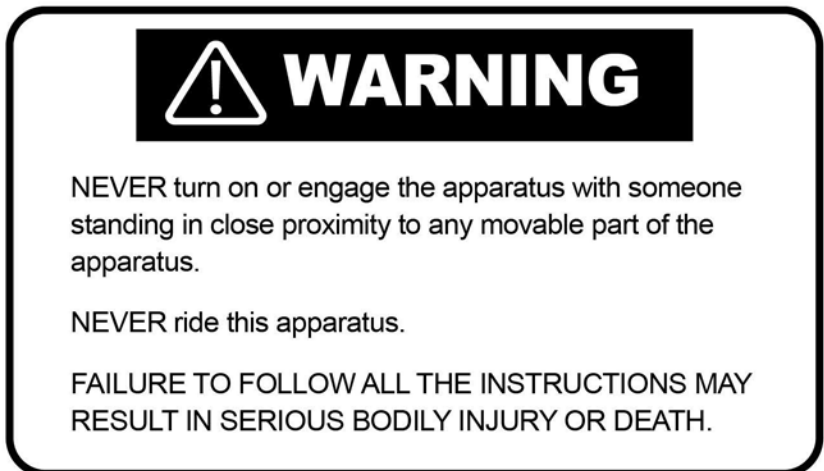 WARNING
NEVER turn on or engage the apparatus with someone
standing in close proximity to any movable part of the
apparatus.
NEVER ride this apparatus.
FAILURE TO FOLLOW ALL THE INSTRUCTIONS MAY
RESULT IN SERIOUS BODILY INJURY OR DEATH.